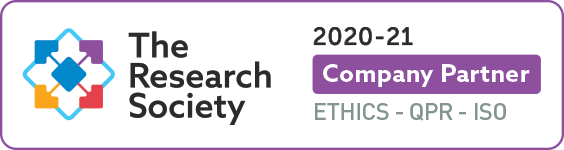 The
Research
Society
2020-21
Company Partner
ETHICS - QPR - ISO